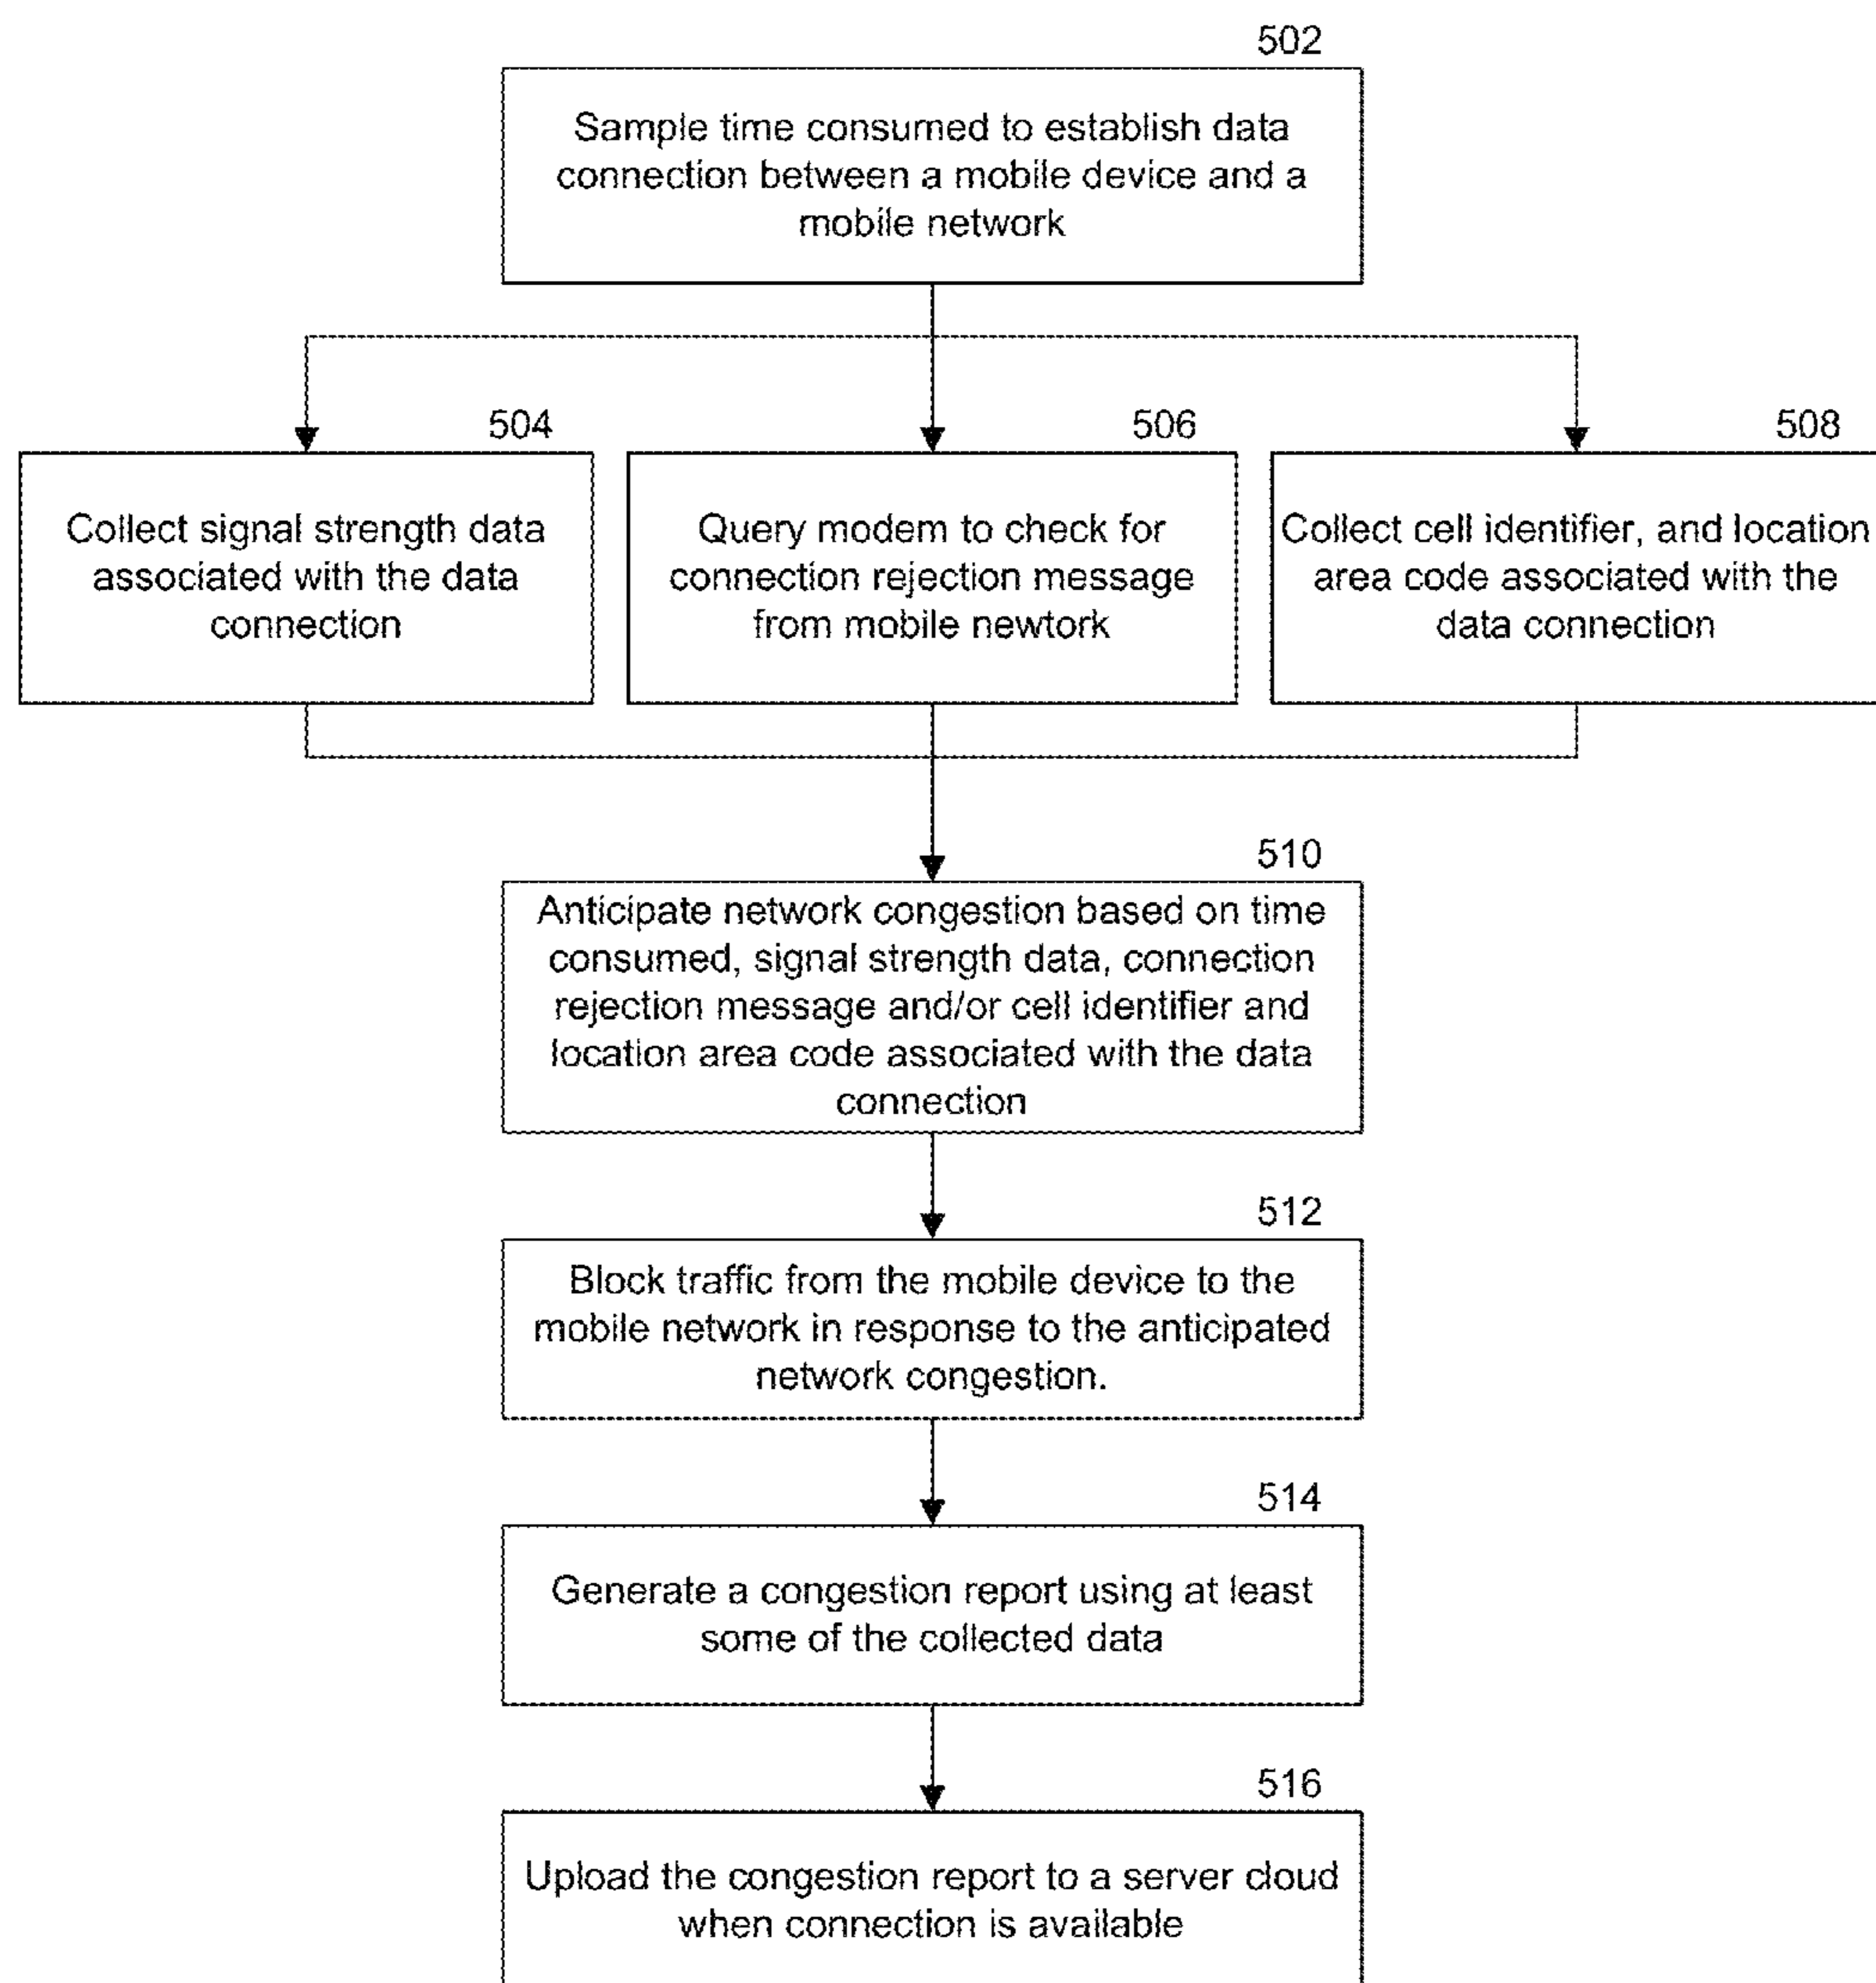 502
Sample time consumed to establish data
connection between a mobile device and a
mobile network
504
506
508
Collect signal strength data
associated with the data
connection
Query modem to check for
connection rejection message
from mobile newtork
Collect cell identifier, and location
area code associated with the
data connection
510
Anticipate network congestion based on time
consumed, signal strength data, connection
rejection message and/or cell identifier and
location area code associated with the data
connection
512
Block traffic from the mobile device to the
mobile network in response to the anticipated
network congestion.
514
Generate a congestion report using at least
some of the collected data
516
Upload the congestion report to a server cloud
when connection is available